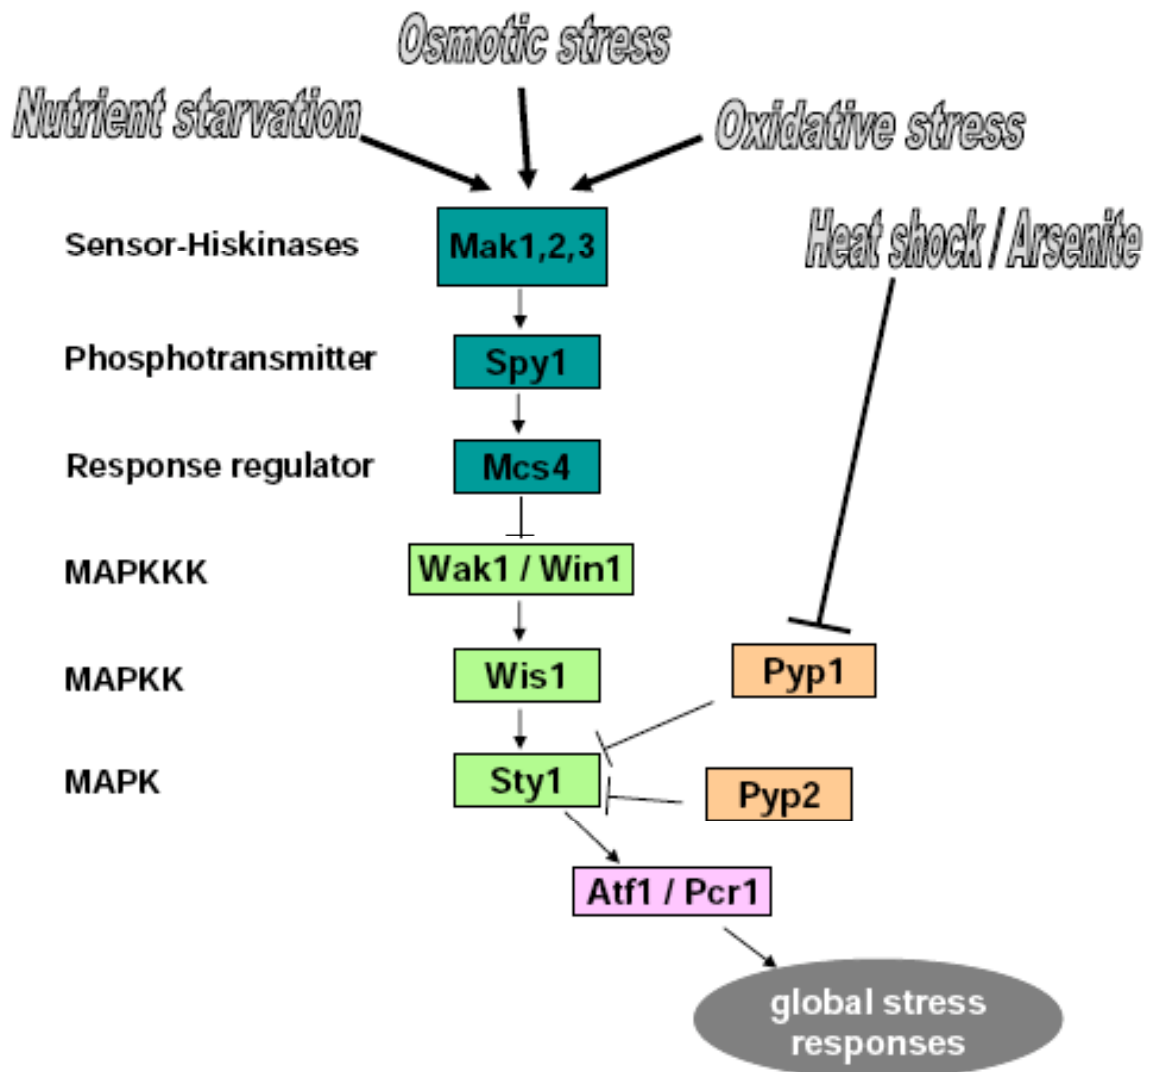 Osmotic stress
Nutrient starvation
Oxidative stress
Heat shock / Arsenite
Sensor-Hiskinases
Mak1,2,3
Phosphotransmitter
Spy1
Response regulator
Mcs4
MAPKKK
Wak1 / Win1
MAPKK
Wis1
Pyp1
MAPK
Sty1
Pyp2
Atf1 / Pcr1
global stress
responses